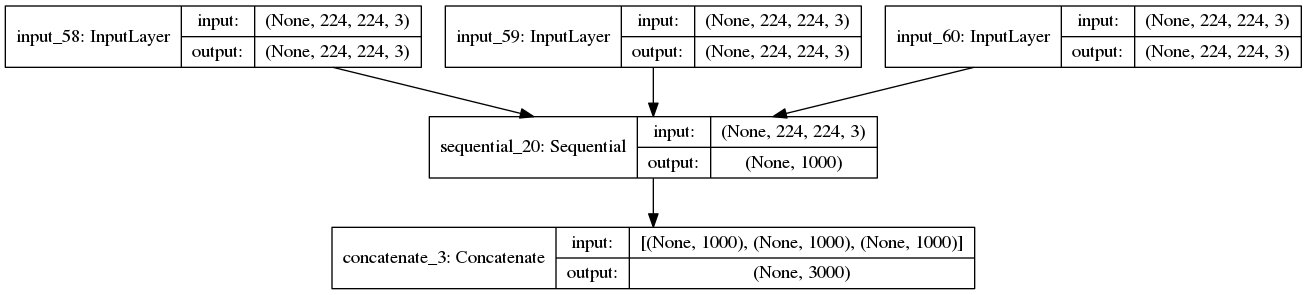 input_58: InputLayer
input: (None, 224, 224, 3)
output: (None, 224, 224, 3)
input_59: InputLayer
input: (None, 224, 224, 3)
output: (None, 224, 224, 3)
input_60: InputLayer
input: (None, 224, 224, 3)
output: (None, 224, 224, 3)
sequential_20: Sequential
input: (None, 224, 224, 3)
output: (None, 1000)
concatenate_3: Concatenate
input: [(None, 1000), (None, 1000), (None, 1000)]
output: (None, 3000)